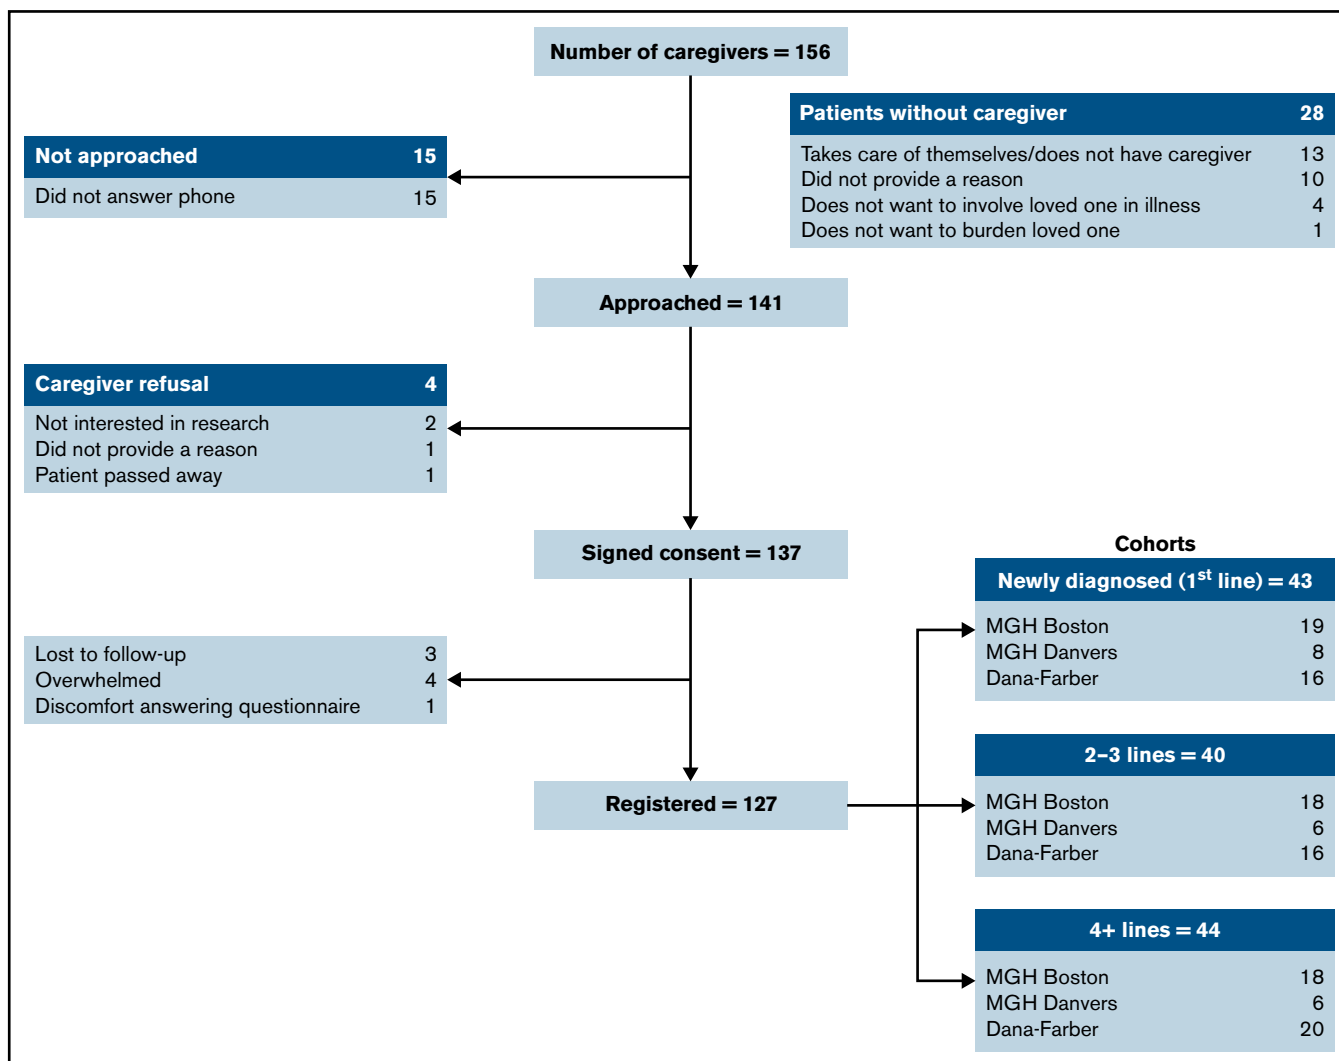 Number of caregivers = 156
Patients without caregiver 28
Takes care of themselves/does not have caregiver 13
Did not provide a reason 10
Does not want to involve loved one in illness 4
Does not want to burden loved one 1
Not approached 15
Did not answer phone 15
Approached = 141
Caregiver refusal 4
Not interested in research 2
Did not provide a reason 1
Patient passed away 1
Signed consent = 137
Lost to follow-up 3
Overwhelmed 4
Discomfort answering questionnaire 1
Registered = 127
Cohorts
Newly diagnosed (1st line) = 43
MGH Boston 19
MGH Danvers 8
Dana-Farber 16
2–3 lines = 40
MGH Boston 18
MGH Danvers 6
Dana-Farber 16
4+ lines = 44
MGH Boston 18
MGH Danvers 6
Dana-Farber 20